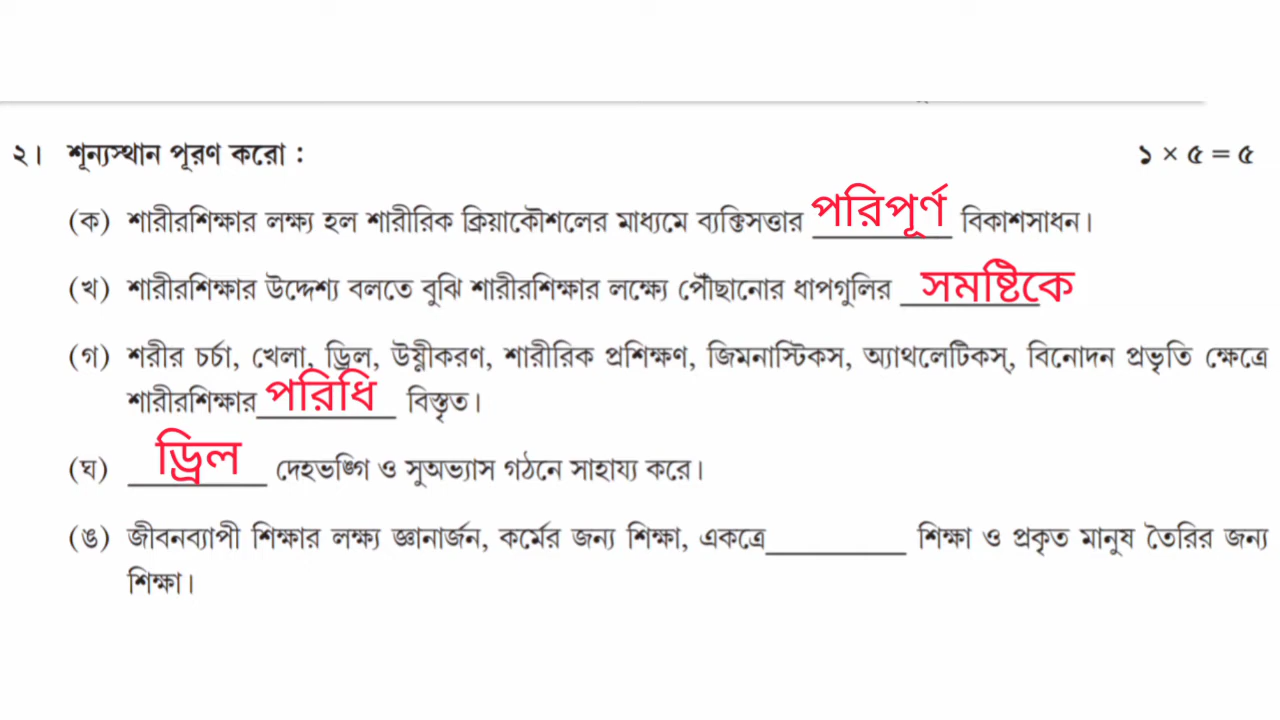 ২। শূন্যস্থান পূরণ করো : ১ × ৫ = ৫
(ক) শারীরশিক্ষার লক্ষ্য হল শারীরিক ক্রিয়াকৌশলের মাধ্যমে ব্যক্তিসত্তার পরিপূর্ণ বিকাশসাধন।
(খ) শারীরশিক্ষার উদ্দেশ্য বলতে বুঝি শারীরশিক্ষার লক্ষ্যে পৌঁছানোর ধাপগুলির সমষ্টিকে
(গ) শরীর চর্চা, খেলা, ড্রিল, উষ্ণীকরণ, শারীরিক প্রশিক্ষণ, জিমনাস্টিকস, অ্যাথলেটিকস্, বিনোদন প্রভৃতি ক্ষেত্রে
শারীরশিক্ষার পরিধি বিস্তৃত।
(ঘ) ড্রিল দেহভঙ্গি ও সুঅভ্যাস গঠনে সাহায্য করে।
(ঙ) জীবনব্যাপী শিক্ষার লক্ষ্য জ্ঞানার্জন, কর্মের জন্য শিক্ষা, একত্রে__________ শিক্ষা ও প্রকৃত মানুষ তৈরির জন্য
শিক্ষা।